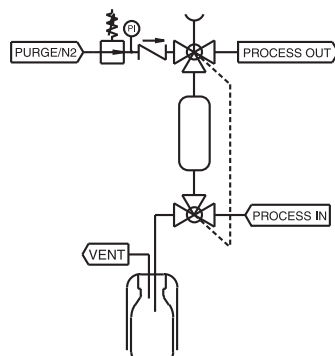 PI
PURGE/N2
PROCESS OUT
PROCESS IN
VENT